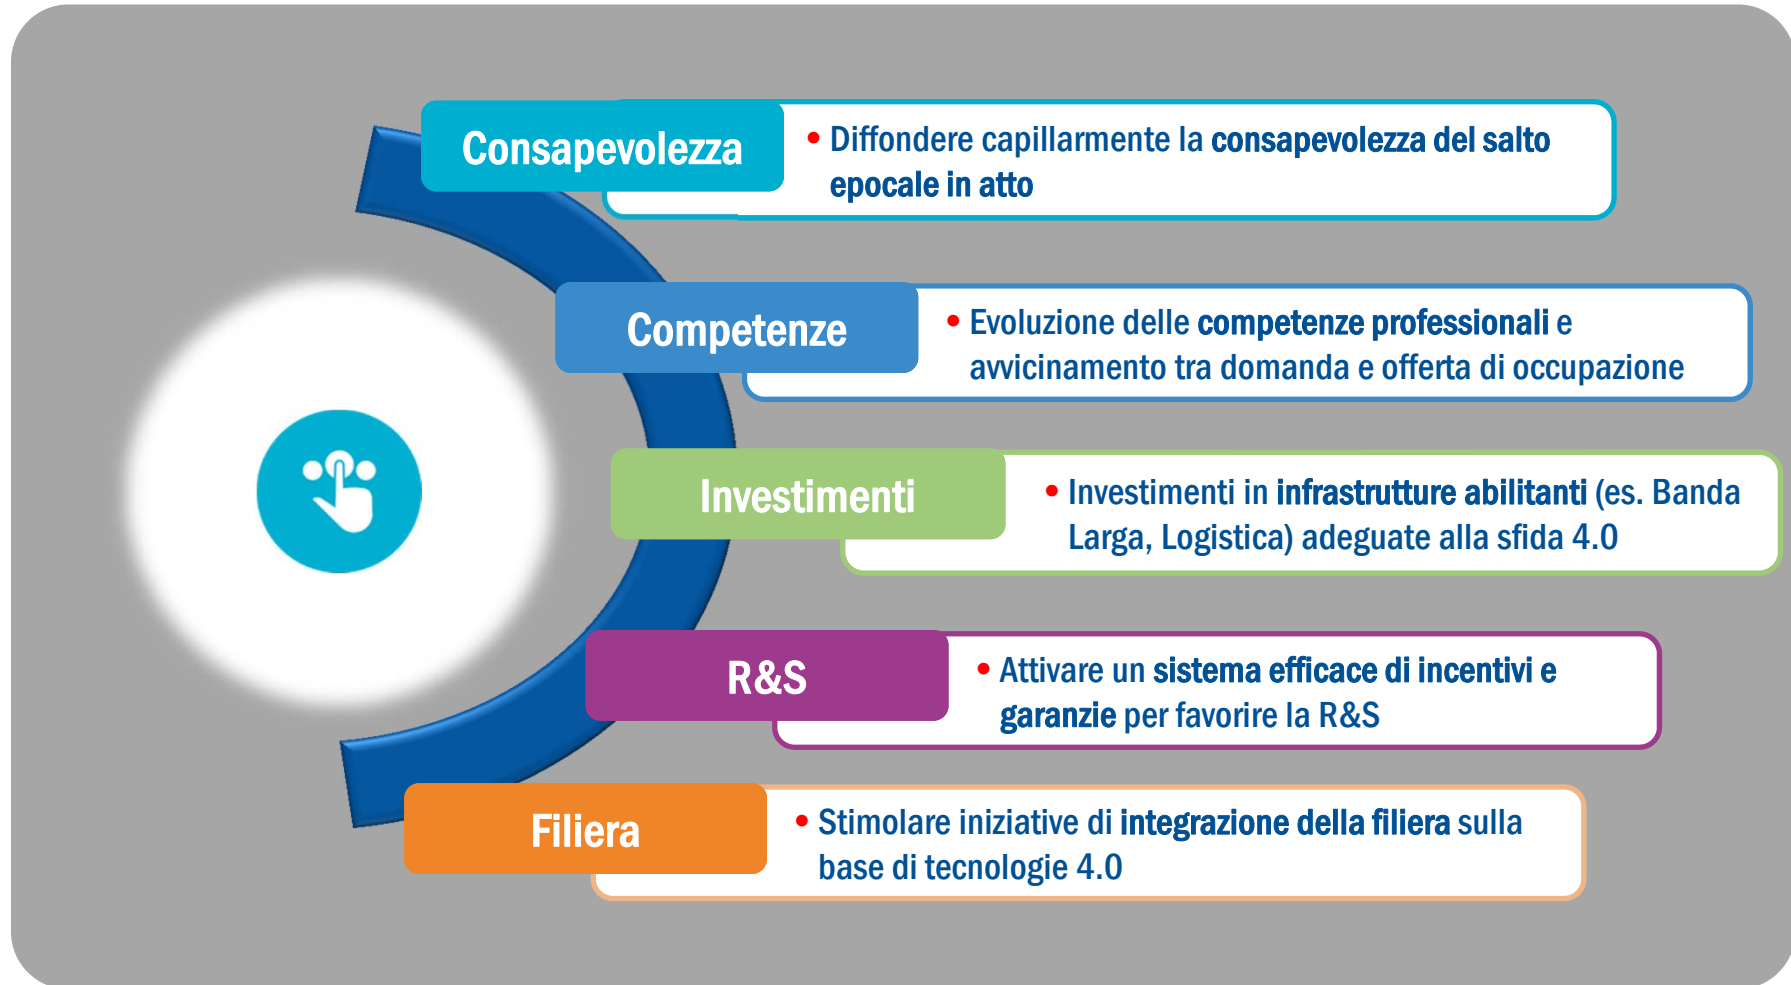 Consapevolezza
• Diffondere capillarmente la consapevolezza del salto
epocale in atto
Competenze
• Evoluzione delle competenze professionali e
avvicinamento tra domanda e offerta di occupazione
Investimenti
• Investimenti in infrastrutture abilitanti (es. Banda
Larga, Logistica) adeguate alla sfida 4.0
R&S
• Attivare un sistema efficace di incentivi e
garanzie per favorire la R&S
Filiera
• Stimolare iniziative di integrazione della filiera sulla
base di tecnologie 4.0